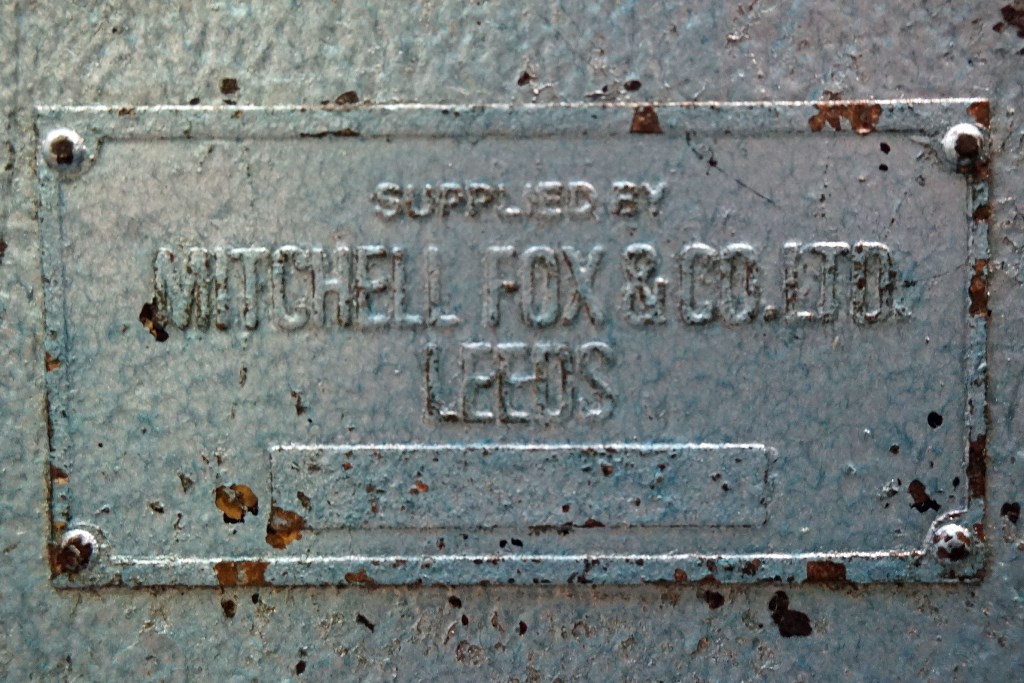 SUPPLIED BY
MITCHELL FOX & CO. LTD.
LEEDS